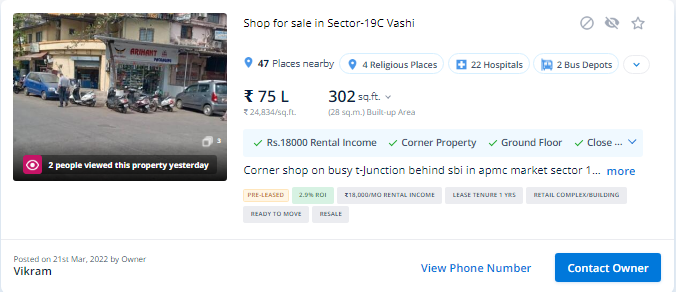 Shop for sale in Sector-19C Vashi
ARIHANT
3
2 people viewed this property yesterday
47 Places nearby
4 Religious Places
22 Hospitals
2 Bus Depots
₹ 75 L
₹ 24,834/sq.ft.
302 sq.ft.
(28 sq.m.) Built-up Area
Rs.18000 Rental Income
Corner Property
Ground Floor
Close ...
Corner shop on busy t-Junction behind sbi in apmc market sector 1... more
PRE-LEASED
2.9% ROI
₹18,000/MO RENTAL INCOME
LEASE TENURE 1 YRS
RETAIL COMPLEX/BUILDING
READY TO MOVE
RESALE
Posted on 21st Mar, 2022 by Owner
Vikram
View Phone Number
Contact Owner